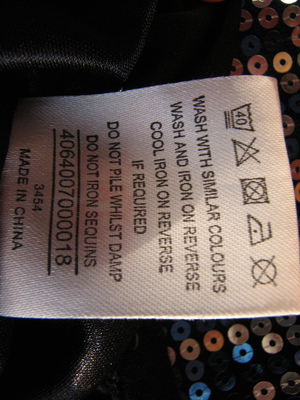 40
WASH WITH SIMILAR COLOURS
WASH AND IRON ON REVERSE
COOL IRON ON REVERSE
IF REQUIRED
DO NOT PILE WHILST DAMP
DO NOT IRON SEQUINS
4064007000018
3454
MADE IN CHINA